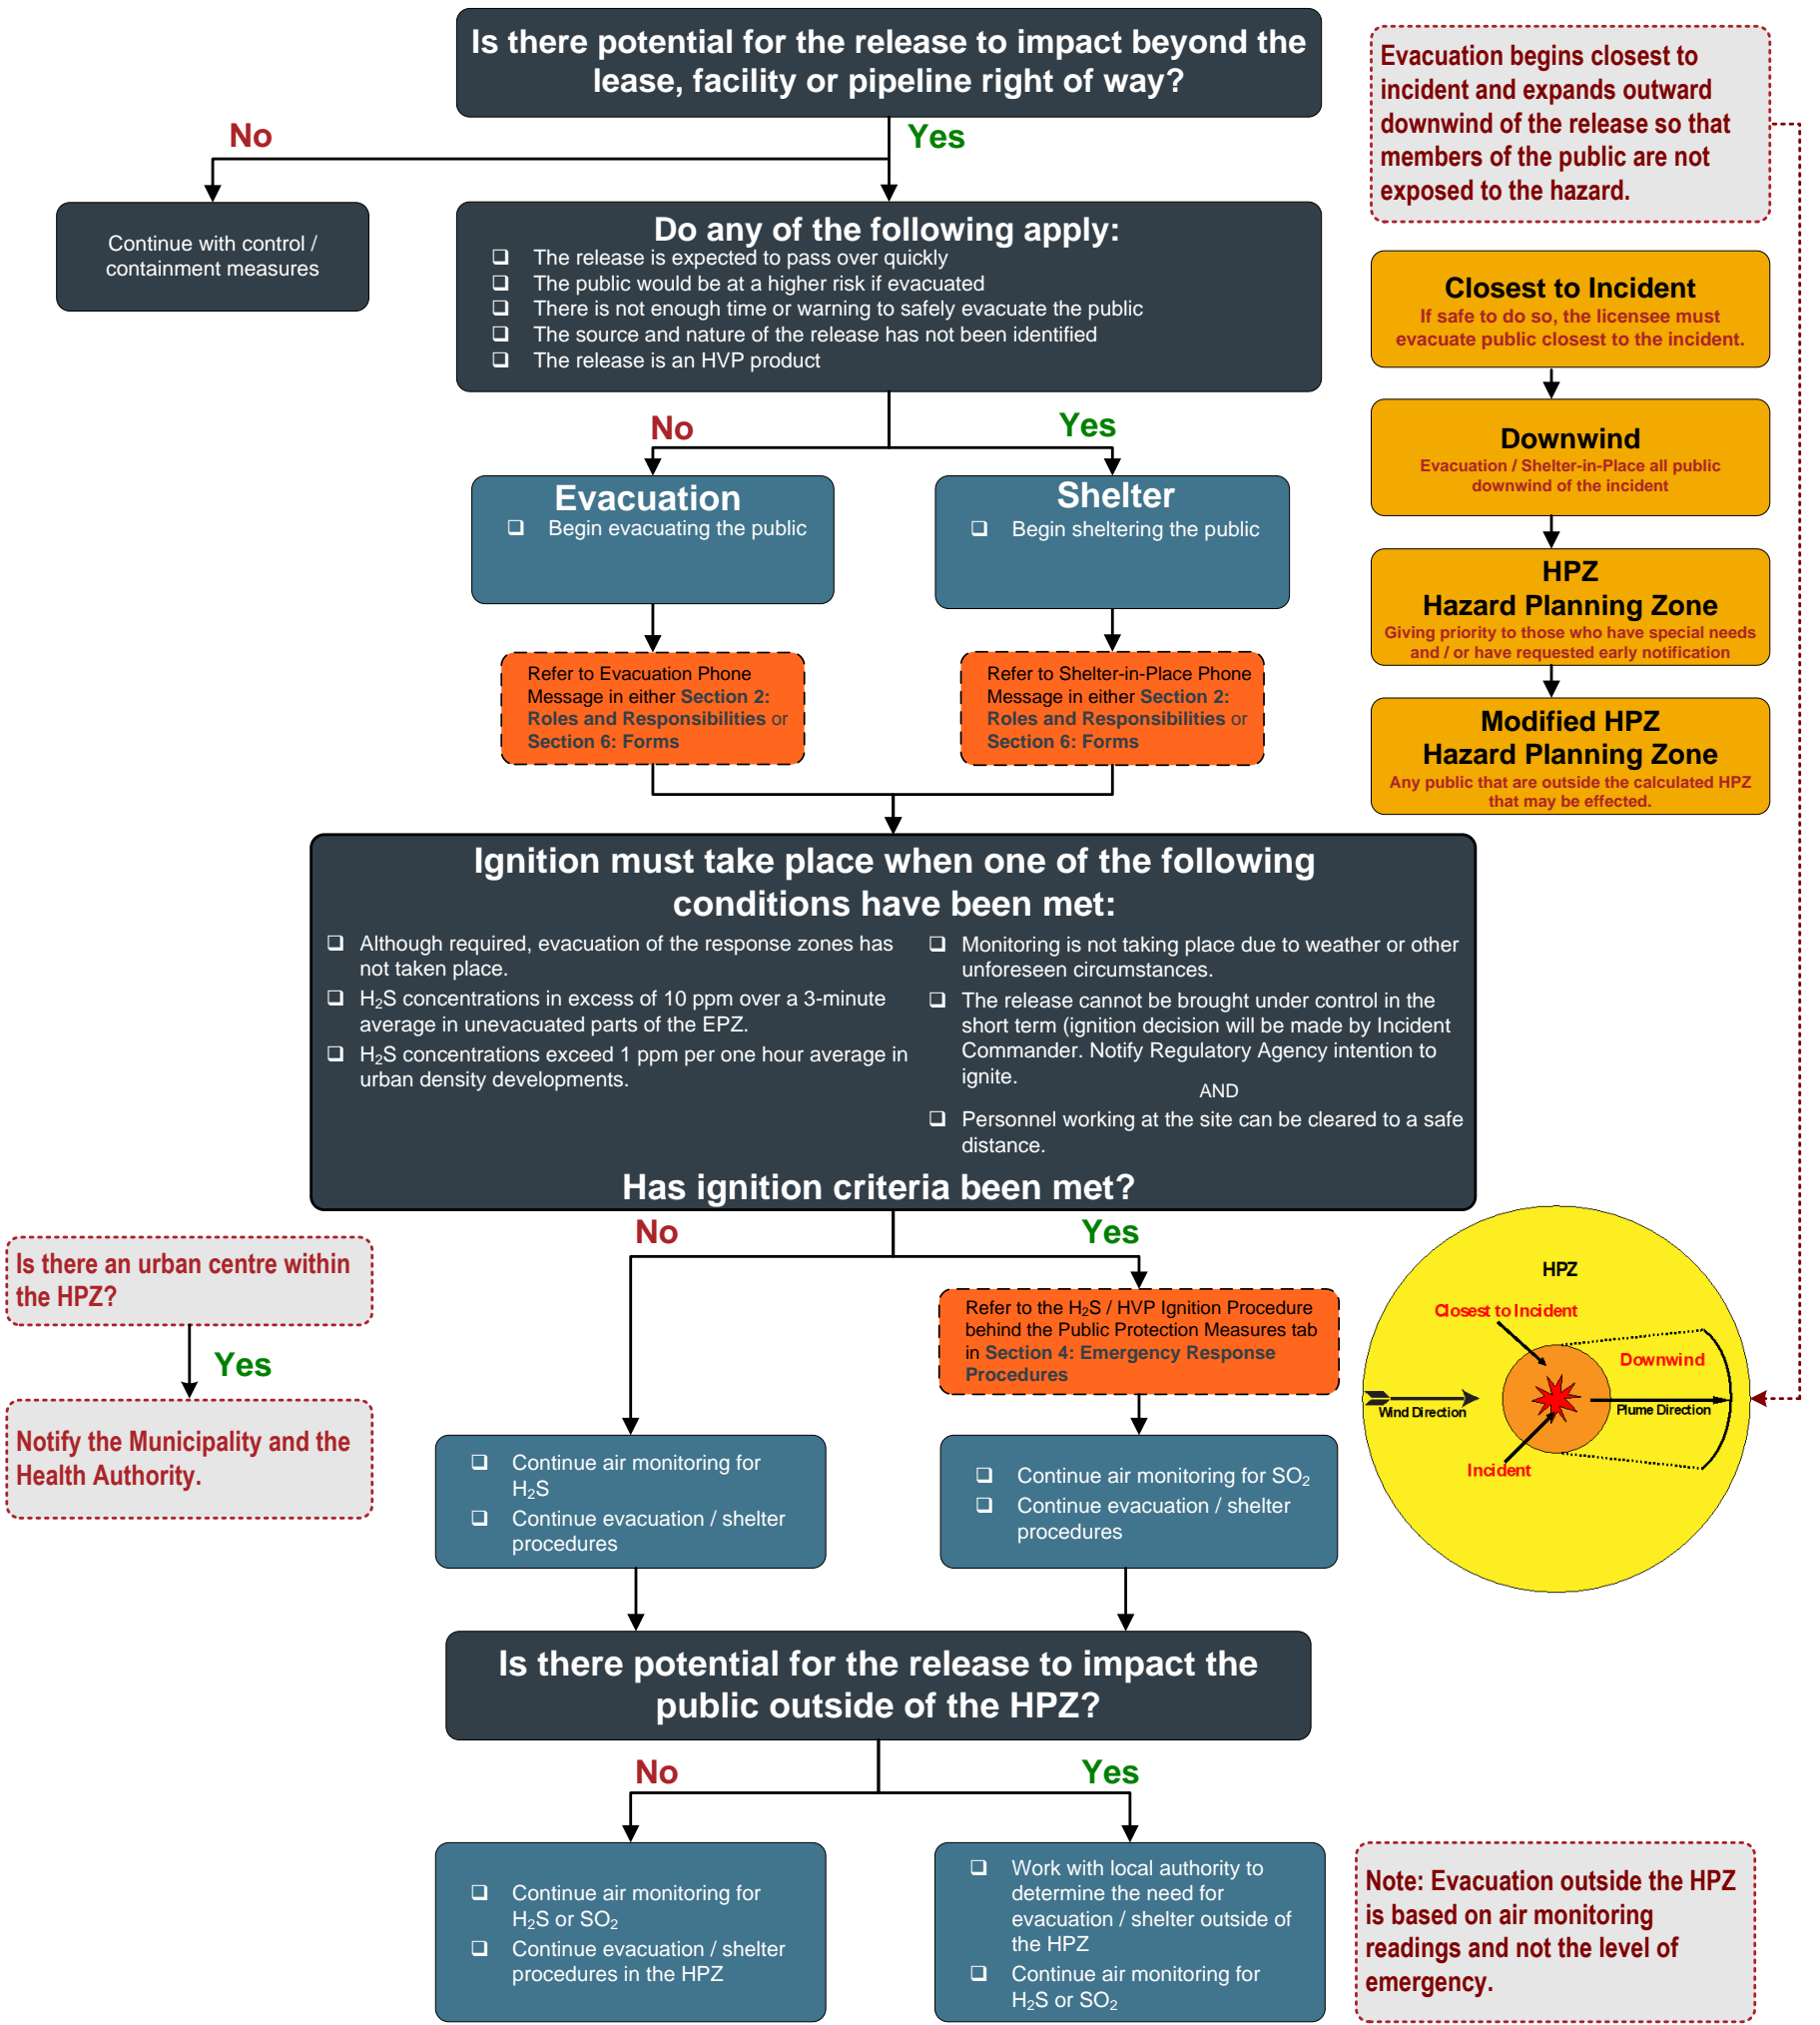 Is there potential for the release to impact beyond the
lease, facility or pipeline right of way?
No
Yes
Continue with control /
containment measures
Do any of the following apply:
❑ The release is expected to pass over quickly
❑ The public would be at a higher risk if evacuated
❑ There is not enough time or warning to safely evacuate the public
❑ The source and nature of the release has not been identified
❑ The release is an HVP product
No
Yes
Evacuation
❑ Begin evacuating the public
Shelter
❑ Begin sheltering the public
Refer to Evacuation Phone
Message in either Section 2:
Roles and Responsibilities or
Section 6: Forms
Refer to Shelter-in-Place Phone
Message in either Section 2:
Roles and Responsibilities or
Section 6: Forms
Evacuation begins closest to
incident and expands outward
downwind of the release so that
members of the public are not
exposed to the hazard.
Closest to Incident
If safe to do so, the licensee must
evacuate public closest to the incident.
Downwind
Evacuation / Shelter-in-Place all public
downwind of the incident
HPZ
Hazard Planning Zone
Giving priority to those who have special needs
and / or have requested early notification
Modified HPZ
Hazard Planning Zone
Any public that are outside the calculated HPZ
that may be effected.
Ignition must take place when one of the following
conditions have been met:
❑ Although required, evacuation of the response zones has
not taken place.
❑ H₂S concentrations in excess of 10 ppm over a 3-minute
average in unevacuated parts of the EPZ.
❑ H₂S concentrations exceed 1 ppm per one hour average in
urban density developments.
❑ Monitoring is not taking place due to weather or other
unforeseen circumstances.
❑ The release cannot be brought under control in the
short term (ignition decision will be made by Incident
Commander. Notify Regulatory Agency intention to
ignite.
AND
❑ Personnel working at the site can be cleared to a safe
distance.
Has ignition criteria been met?
No
Yes
Is there an urban centre within
the HPZ?
Yes
Notify the Municipality and the
Health Authority.
Refer to the H₂S / HVP Ignition Procedure
behind the Public Protection Measures tab
in Section 4: Emergency Response
Procedures
❑ Continue air monitoring for
H₂S
❑ Continue evacuation / shelter
procedures
❑ Continue air monitoring for SO₂
❑ Continue evacuation / shelter
procedures
HPZ
Closest to Incident
Downwind
Wind Direction
Plume Direction
Incident
Is there potential for the release to impact the
public outside of the HPZ?
No
Yes
❑ Continue air monitoring for
H₂S or SO₂
❑ Continue evacuation / shelter
procedures in the HPZ
❑ Work with local authority to
determine the need for
evacuation / shelter outside of
the HPZ
❑ Continue air monitoring for
H₂S or SO₂
Note: Evacuation outside the HPZ
is based on air monitoring
readings and not the level of
emergency.